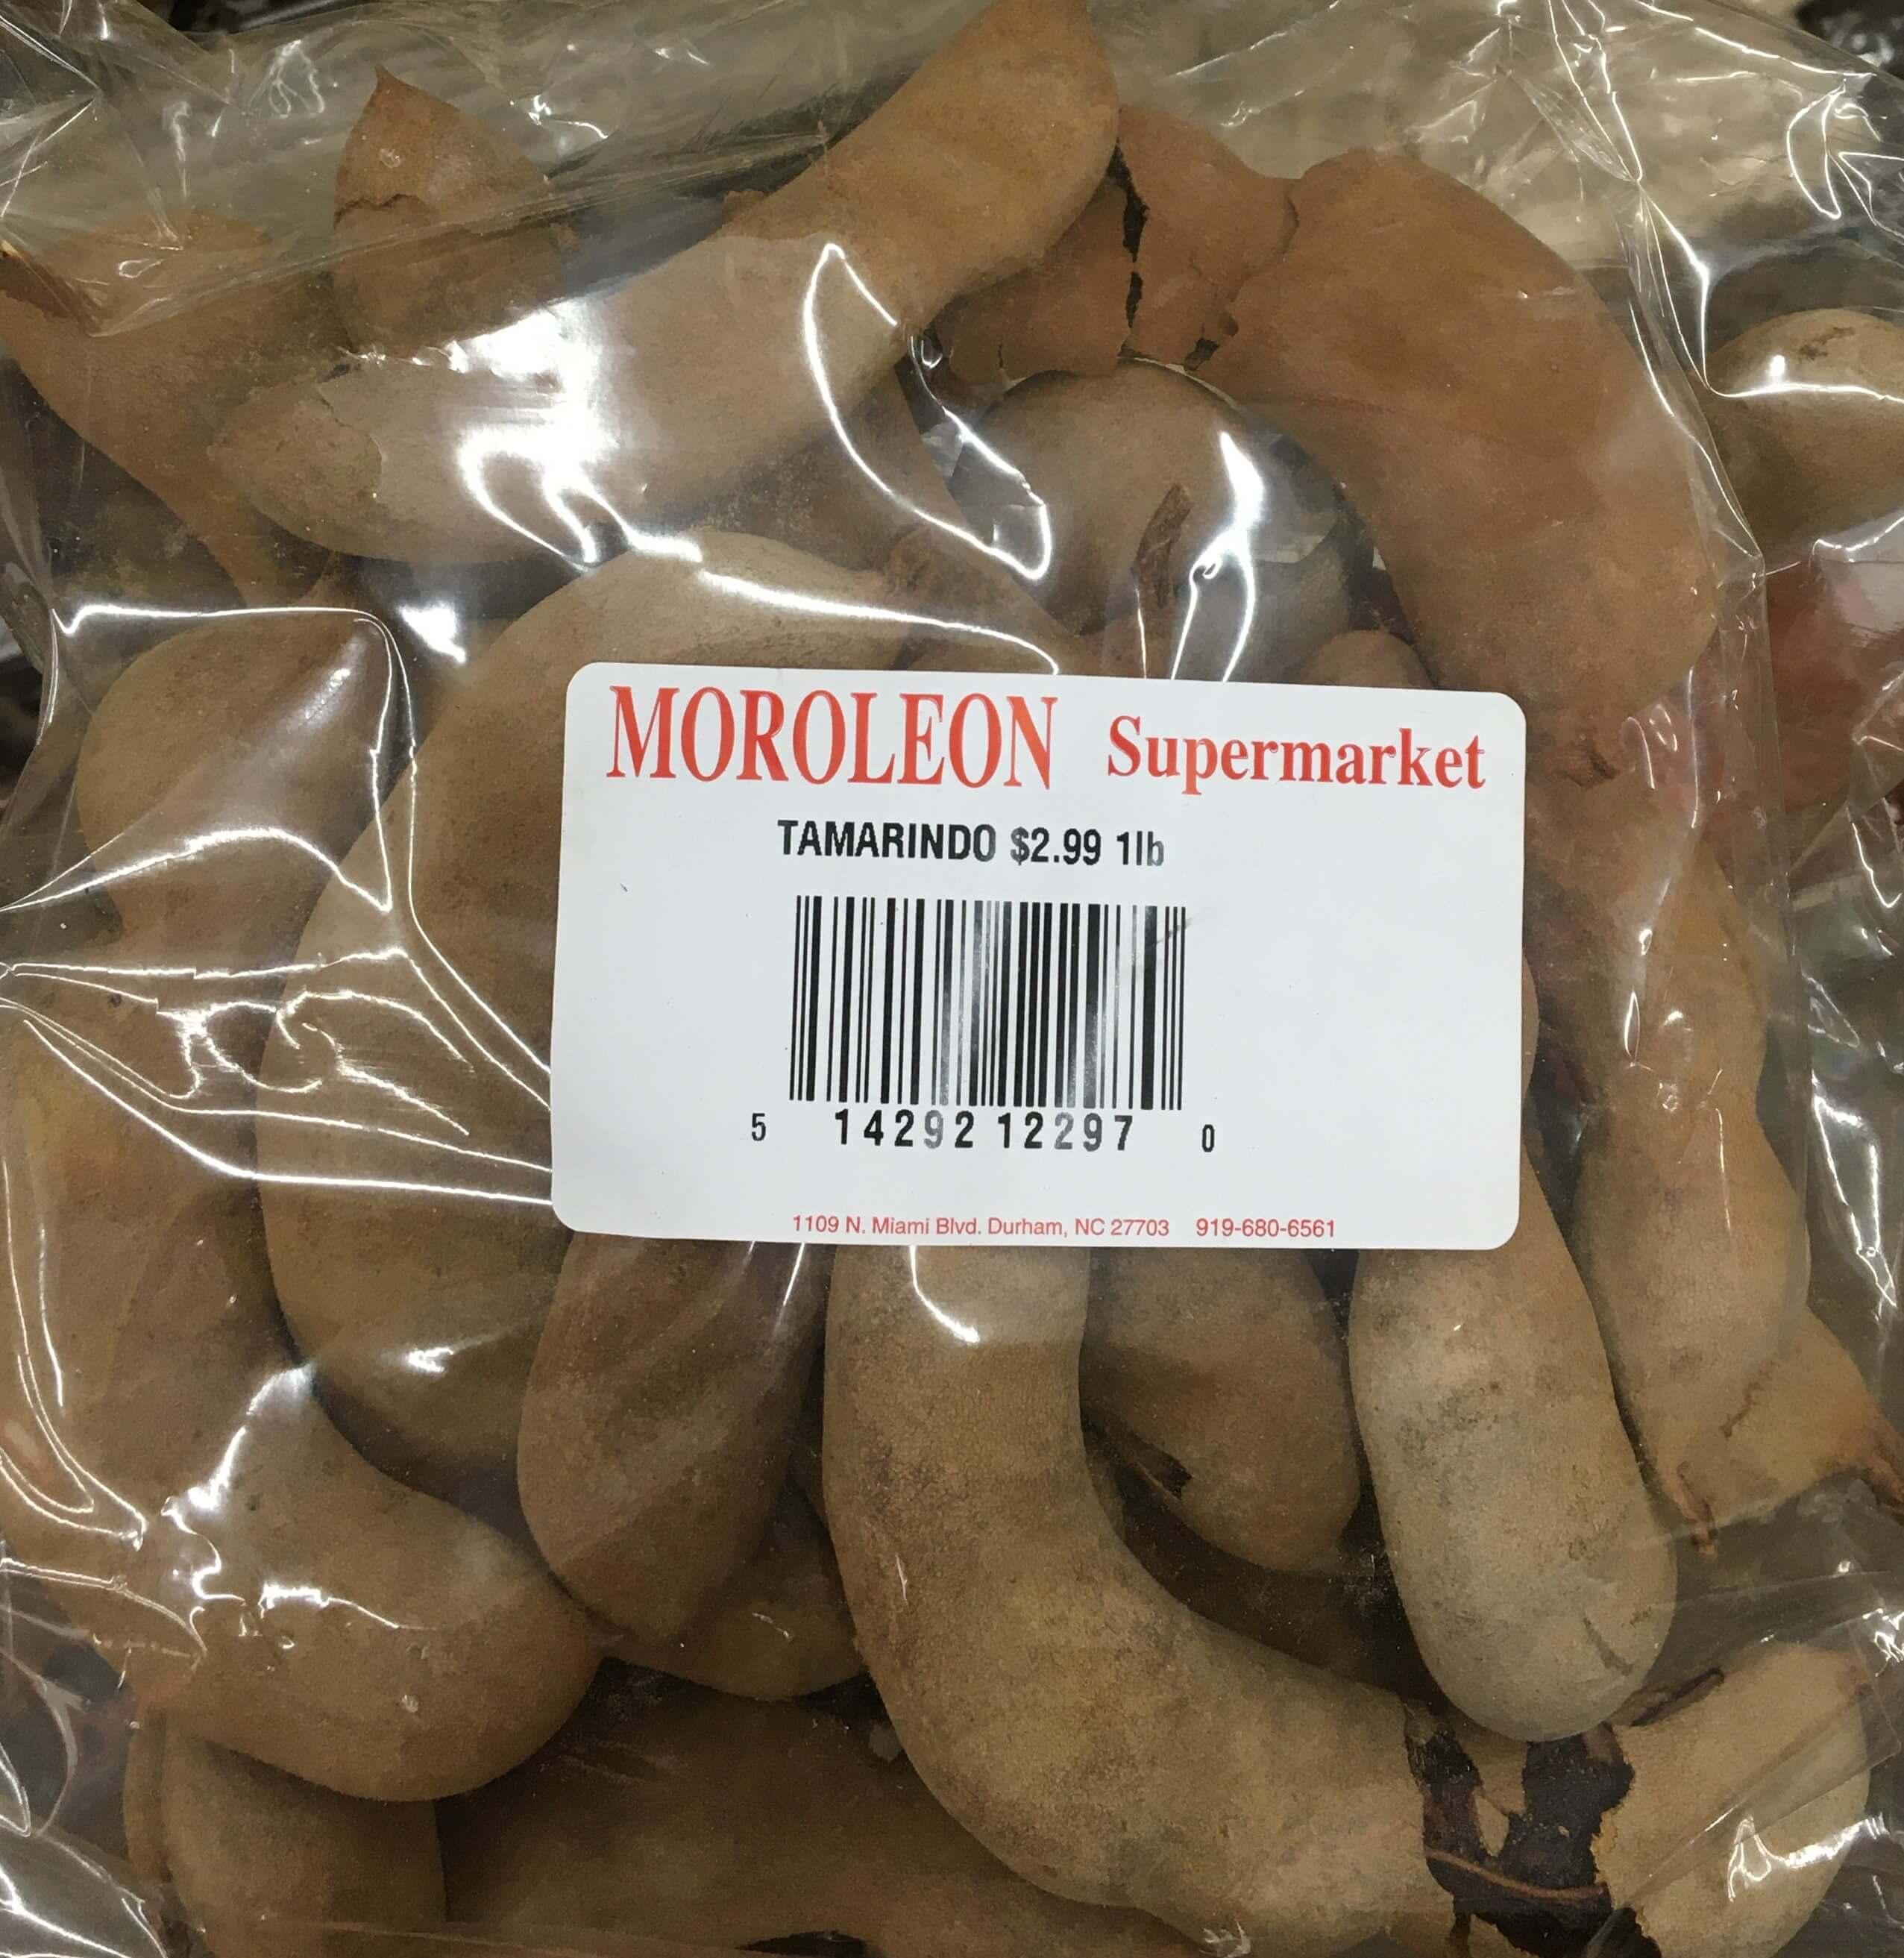 MOROLEON Supermarket
TAMARINDO $2.99 1lb
5 14292 12297 0
1109 N. Miami Blvd. Durham, NC 27703 919-680-6561